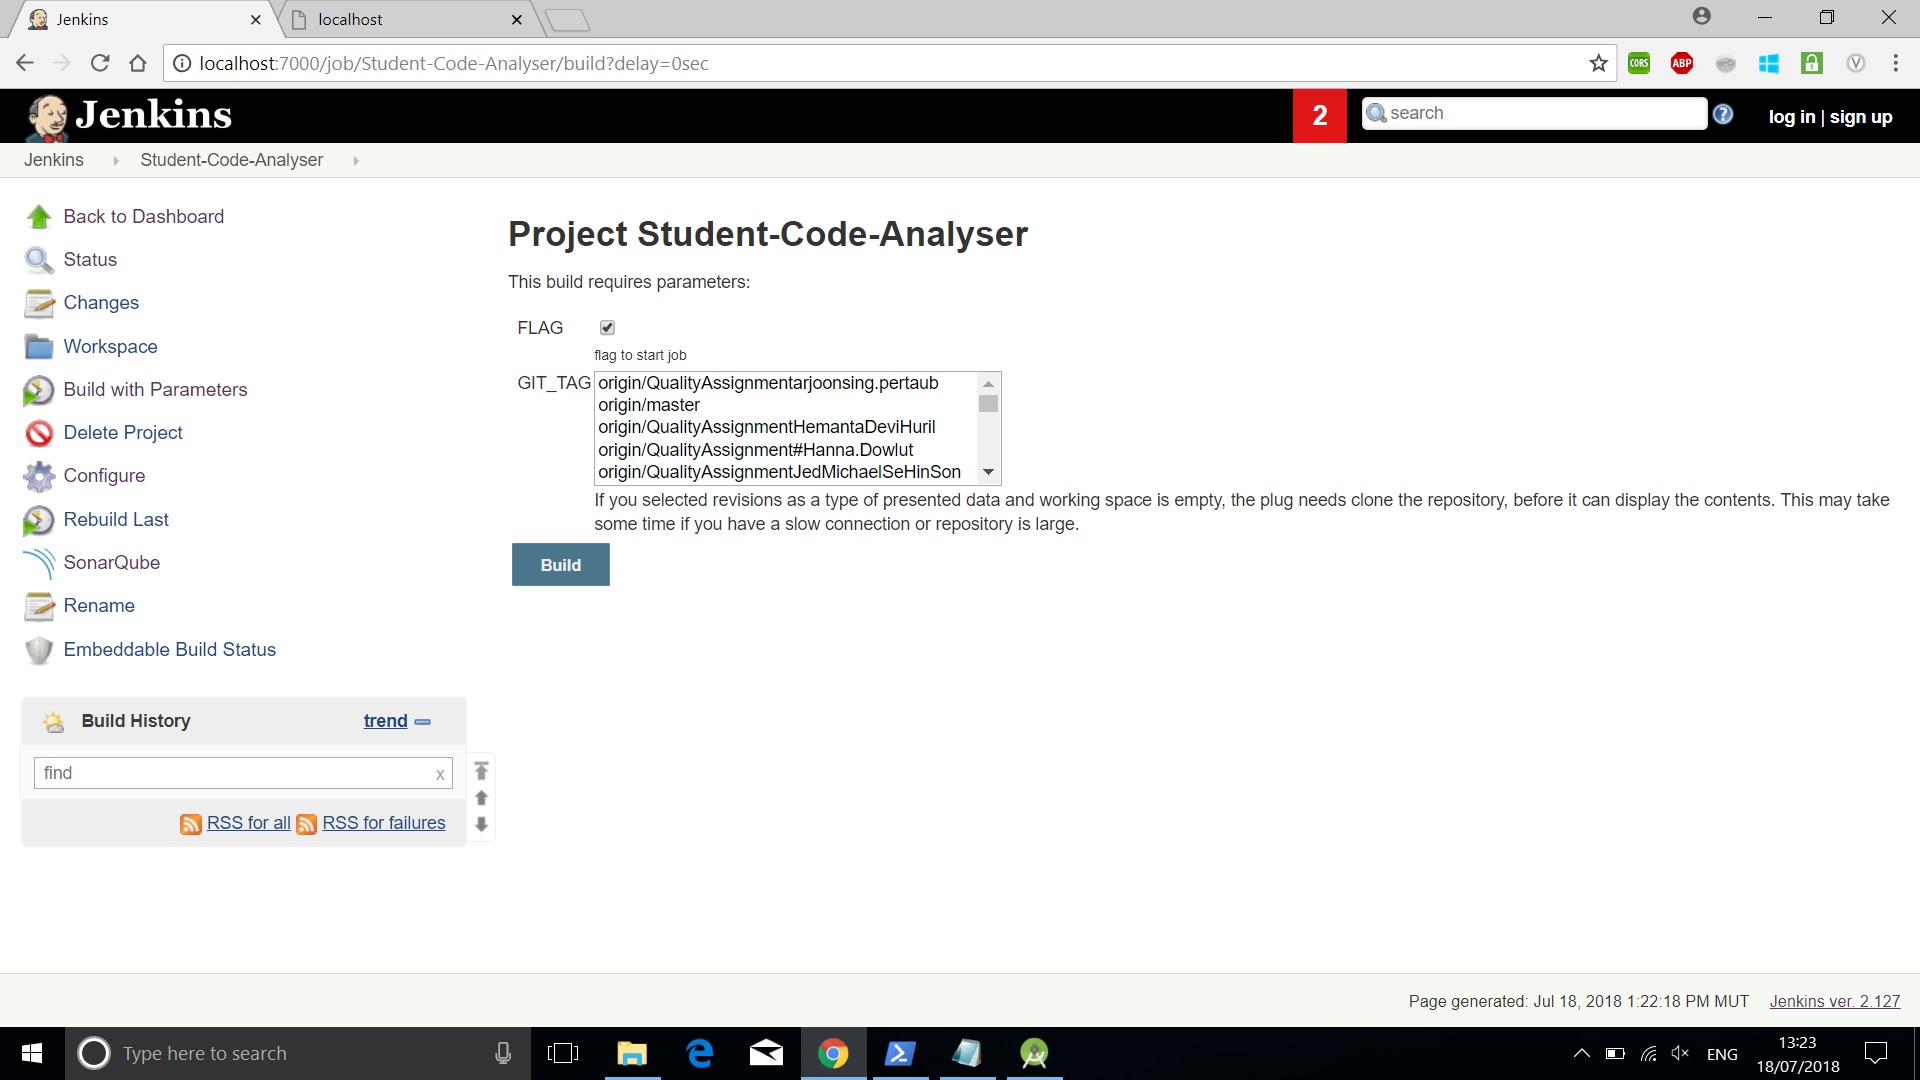 Jenkins
localhost
localhost:7000/job/Student-Code-Analyser/build?delay=0sec
CORS
ABP
V
Jenkins
2
search
?
log in | sign up
Jenkins
Student-Code-Analyser
Back to Dashboard
Status
Changes
Workspace
Build with Parameters
Delete Project
Configure
Rebuild Last
SonarQube
Rename
Embeddable Build Status
Project Student-Code-Analyser
This build requires parameters:
FLAG
flag to start job
GIT_TAG
origin/QualityAssignmentarjoonsing.pertaub
origin/master
origin/QualityAssignmentHemantaDeviHuril
origin/QualityAssignment#Hanna.Dowlut
origin/QualityAssignmentJedMichaelSeHinSon
If you selected revisions as a type of presented data and working space is empty, the plug needs clone the repository, before it can display the contents. This may take
some time if you have a slow connection or repository is large.
Build
Build History
trend
find
x
RSS for all
RSS for failures
Page generated: Jul 18, 2018 1:22:18 PM MUT
Jenkins ver. 2.127
Type here to search
ENG
13:23
18/07/2018